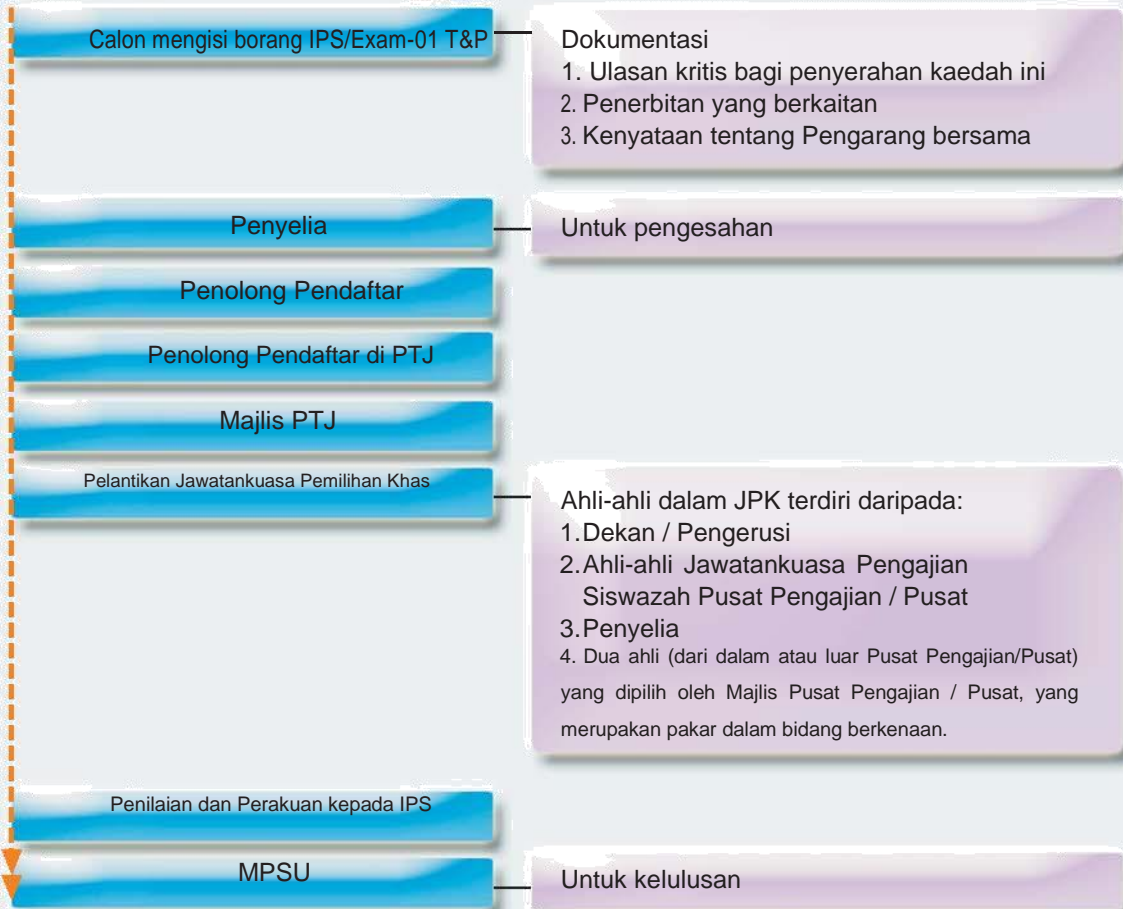 Calon mengisi borang IPS/Exam-01 T&P
Dokumentasi
1. Ulasan kritis bagi penyerahan kaedah ini
2. Penerbitan yang berkaitan
3. Kenyataan tentang Pengarang bersama
Penyelia
Untuk pengesahan
Penolong Pendaftar
Penolong Pendaftar di PTJ
Majlis PTJ
Pelantikan Jawatankuasa Pemilihan Khas
Ahli-ahli dalam JPK terdiri daripada:
1.Dekan / Pengerusi
2.Ahli-ahli Jawatankuasa Pengajian
Siswazah Pusat Pengajian / Pusat
3.Penyelia
4. Dua ahli (dari dalam atau luar Pusat Pengajian/Pusat)
yang dipilih oleh Majlis Pusat Pengajian / Pusat, yang
merupakan pakar dalam bidang berkenaan.
Penilaian dan Perakuan kepada IPS
MPSU
Untuk kelulusan